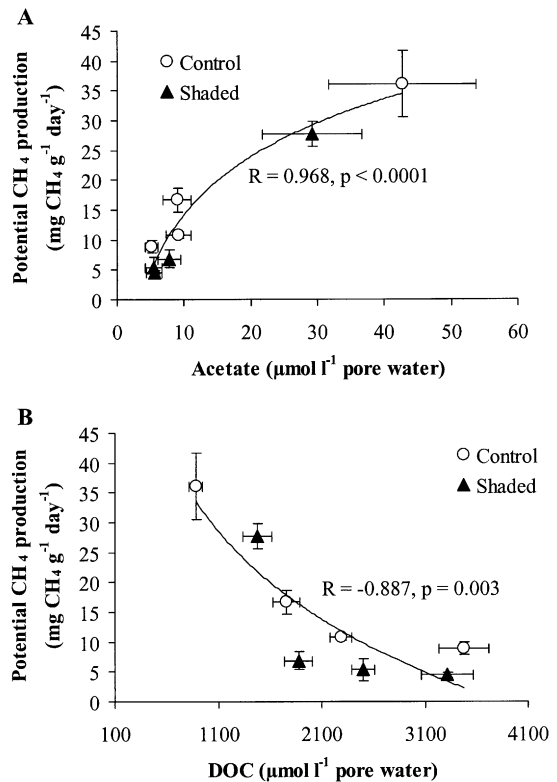 A
Control
Shaded
R = 0.968, p < 0.0001
Potential CH₄ production
(mg CH₄ g⁻¹ day⁻¹)
45
40
35
30
25
20
15
10
5
0
0 10 20 30 40 50 60
Acetate (µmol l⁻¹ pore water)
B
Control
Shaded
R = -0.887, p = 0.003
Potential CH₄ production
(mg CH₄ g⁻¹ day⁻¹)
45
40
35
30
25
20
15
10
5
0
100 1100 2100 3100 4100
DOC (µmol l⁻¹ pore water)